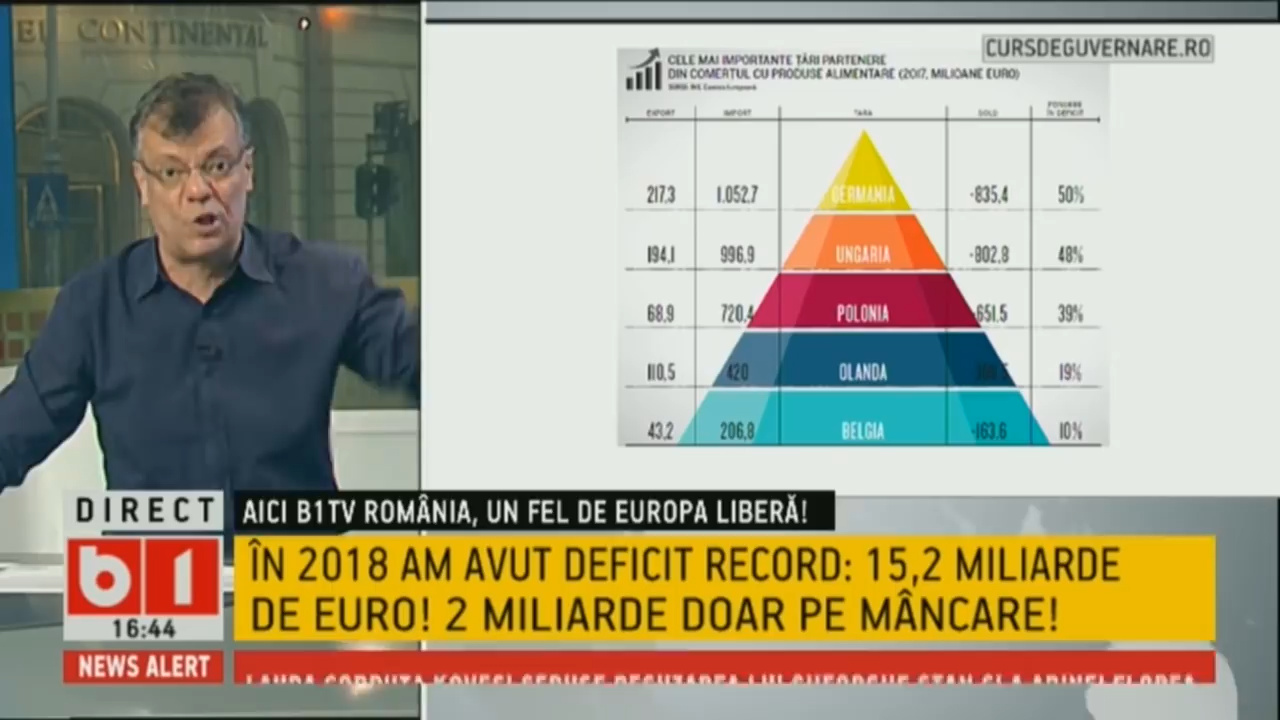 CONTINENTAL
CURSDEGUVERNARE.RO
CELE MAI IMPORTANTE ȚĂRI PARTENERE
DIN COMERȚUL CU PRODUSE ALIMENTARE (2017, MILIOANE EURO)
EXPORT IMPORT ȚARA SOLD PONDERE
ÎN DEFICIT
217,3 1.052,7 GERMANIA -835,4 50%
194,1 996,9 UNGARIA -802,8 48%
68,9 720,4 POLONIA -651,5 39%
110,5 420 OLANDA 19%
43,2 206,8 BELGIA -163,6 10%
DIRECT
AICI B1TV ROMÂNIA, UN FEL DE EUROPA LIBERĂ!
b1
ÎN 2018 AM AVUT DEFICIT RECORD: 15,2 MILIARDE
DE EURO! 2 MILIARDE DOAR PE MÂNCARE!
16:44
NEWS ALERT